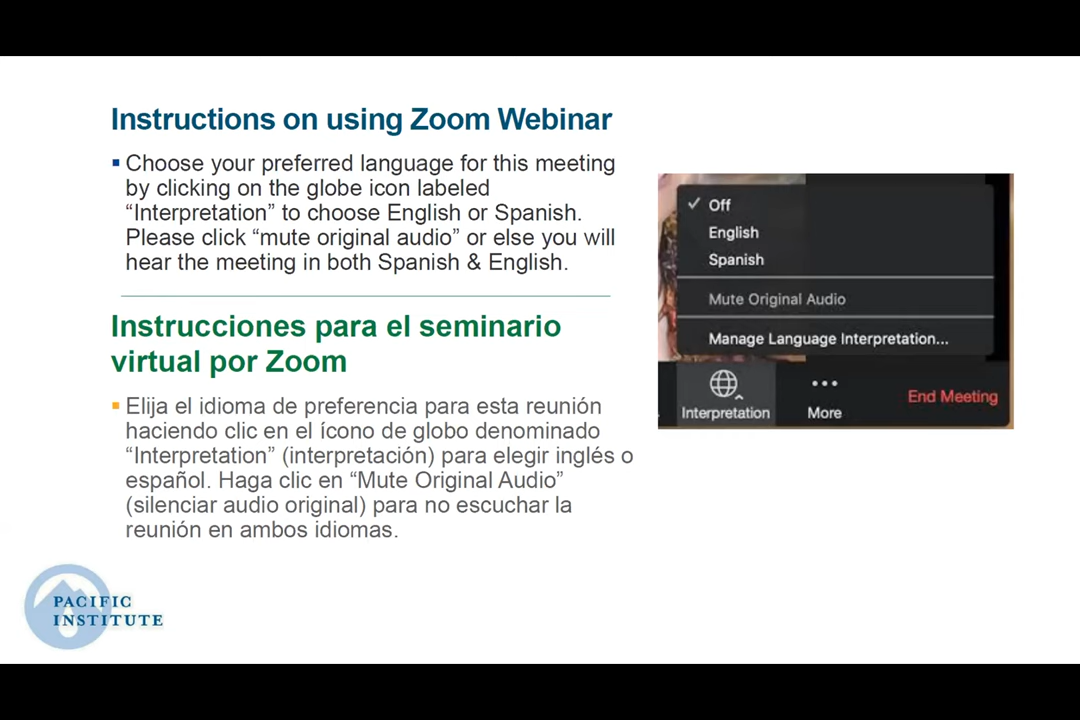 Instructions on using Zoom Webinar
▪ Choose your preferred language for this meeting
by clicking on the globe icon labeled
“Interpretation” to choose English or Spanish.
Please click “mute original audio” or else you will
hear the meeting in both Spanish & English.
Instrucciones para el seminario
virtual por Zoom
▪ Elija el idioma de preferencia para esta reunión
haciendo clic en el ícono de globo denominado
“Interpretation” (interpretación) para elegir inglés o
español. Haga clic en “Mute Original Audio”
(silenciar audio original) para no escuchar la
reunión en ambos idiomas.
✓ Off
English
Spanish
Mute Original Audio
Manage Language Interpretation...
Interpretation
More
End Meeting
PACIFIC
INSTITUTE